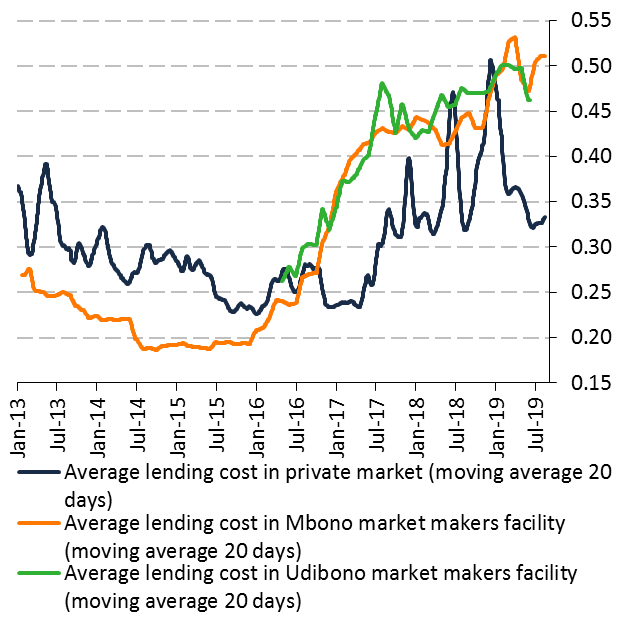 0.55
0.50
0.45
0.40
0.35
0.30
0.25
0.20
0.15
Jan-13
Jul-13
Jan-14
Jul-14
Jan-15
Jul-15
Jan-16
Jul-16
Jan-17
Jul-17
Jan-18
Jul-18
Jan-19
Jul-19
Average lending cost in private market (moving average 20
days)
Average lending cost in Mbono market makers facility
(moving average 20 days)
Average lending cost in Udibono market makers facility
(moving average 20 days)